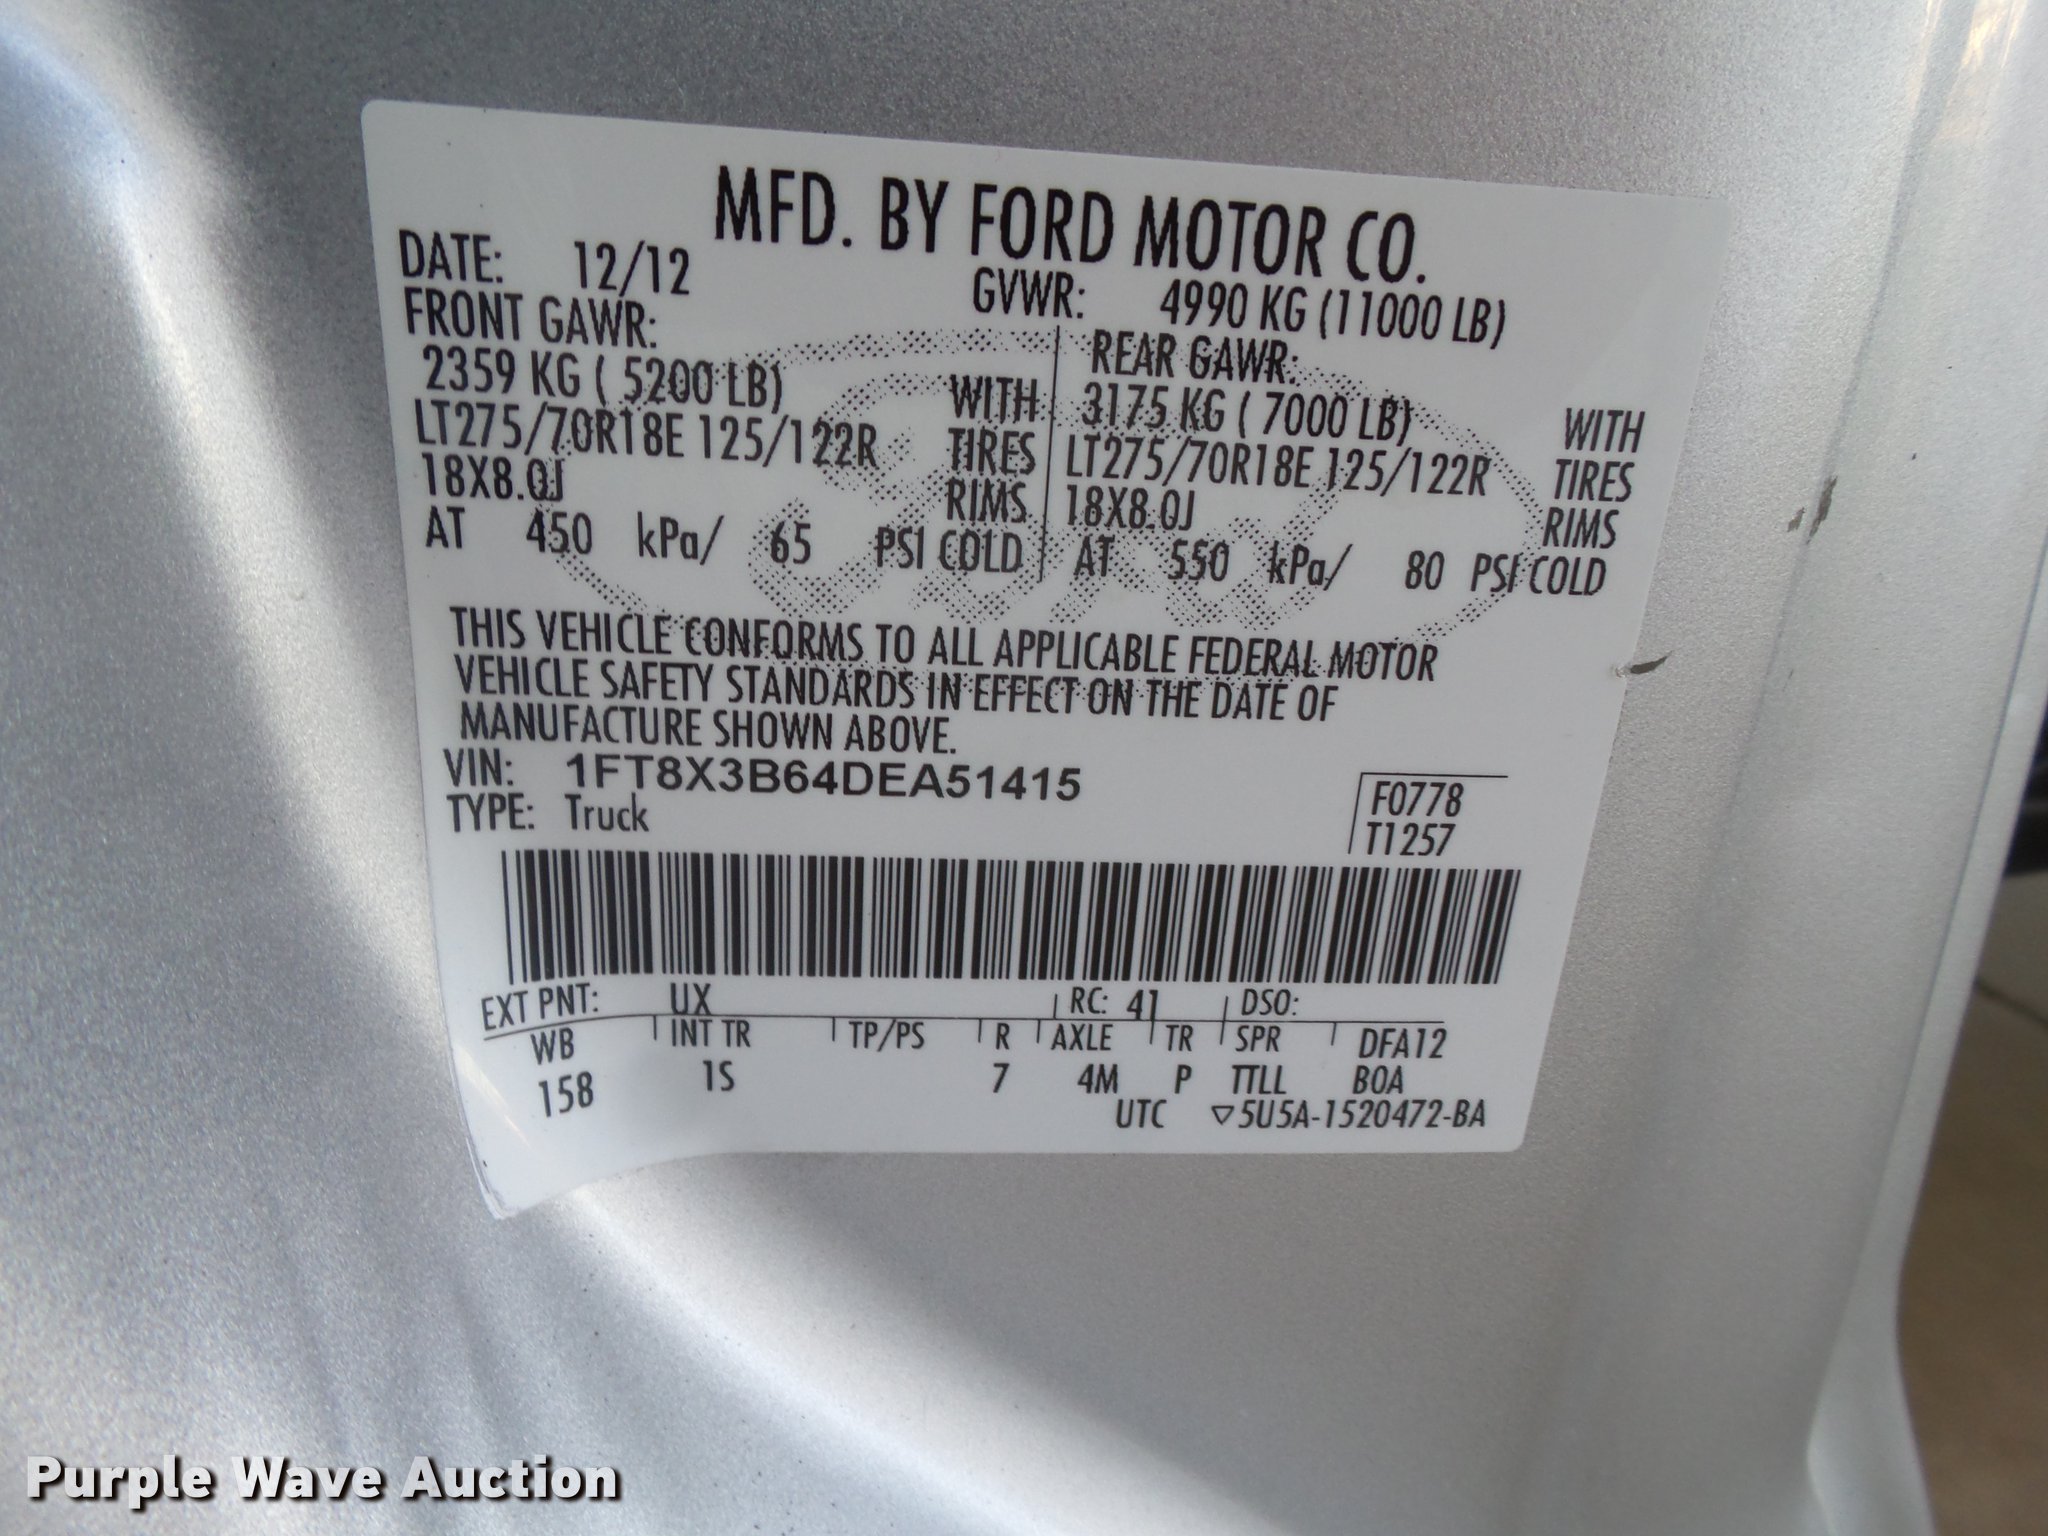 MFD. BY FORD MOTOR CO.
DATE: 12/12 GVWR: 4990 KG (11000 LB)
FRONT GAWR: REAR GAWR:
2359 KG ( 5200 LB) WITH 3175 KG ( 7000 LB) WITH
LT275/70R18E 125/122R TIRES LT275/70R18E 125/122R TIRES
18X8.0J RIMS 18X8.0J RIMS
AT 450 kPa/ 65 PSI COLD AT 550 kPa/ 80 PSI COLD
THIS VEHICLE CONFORMS TO ALL APPLICABLE FEDERAL MOTOR
VEHICLE SAFETY STANDARDS IN EFFECT ON THE DATE OF
MANUFACTURE SHOWN ABOVE.
VIN: 1FT8X3B64DEA51415
TYPE: Truck
F0778
T1257
EXT PNT: UX RC: 41 DSO:
WB INT TR TP/PS R AXLE TR SPR DFA12
158 1S 7 4M P TTLL BOA
UTC ▽5U5A-1520472-BA
Purple Wave Auction